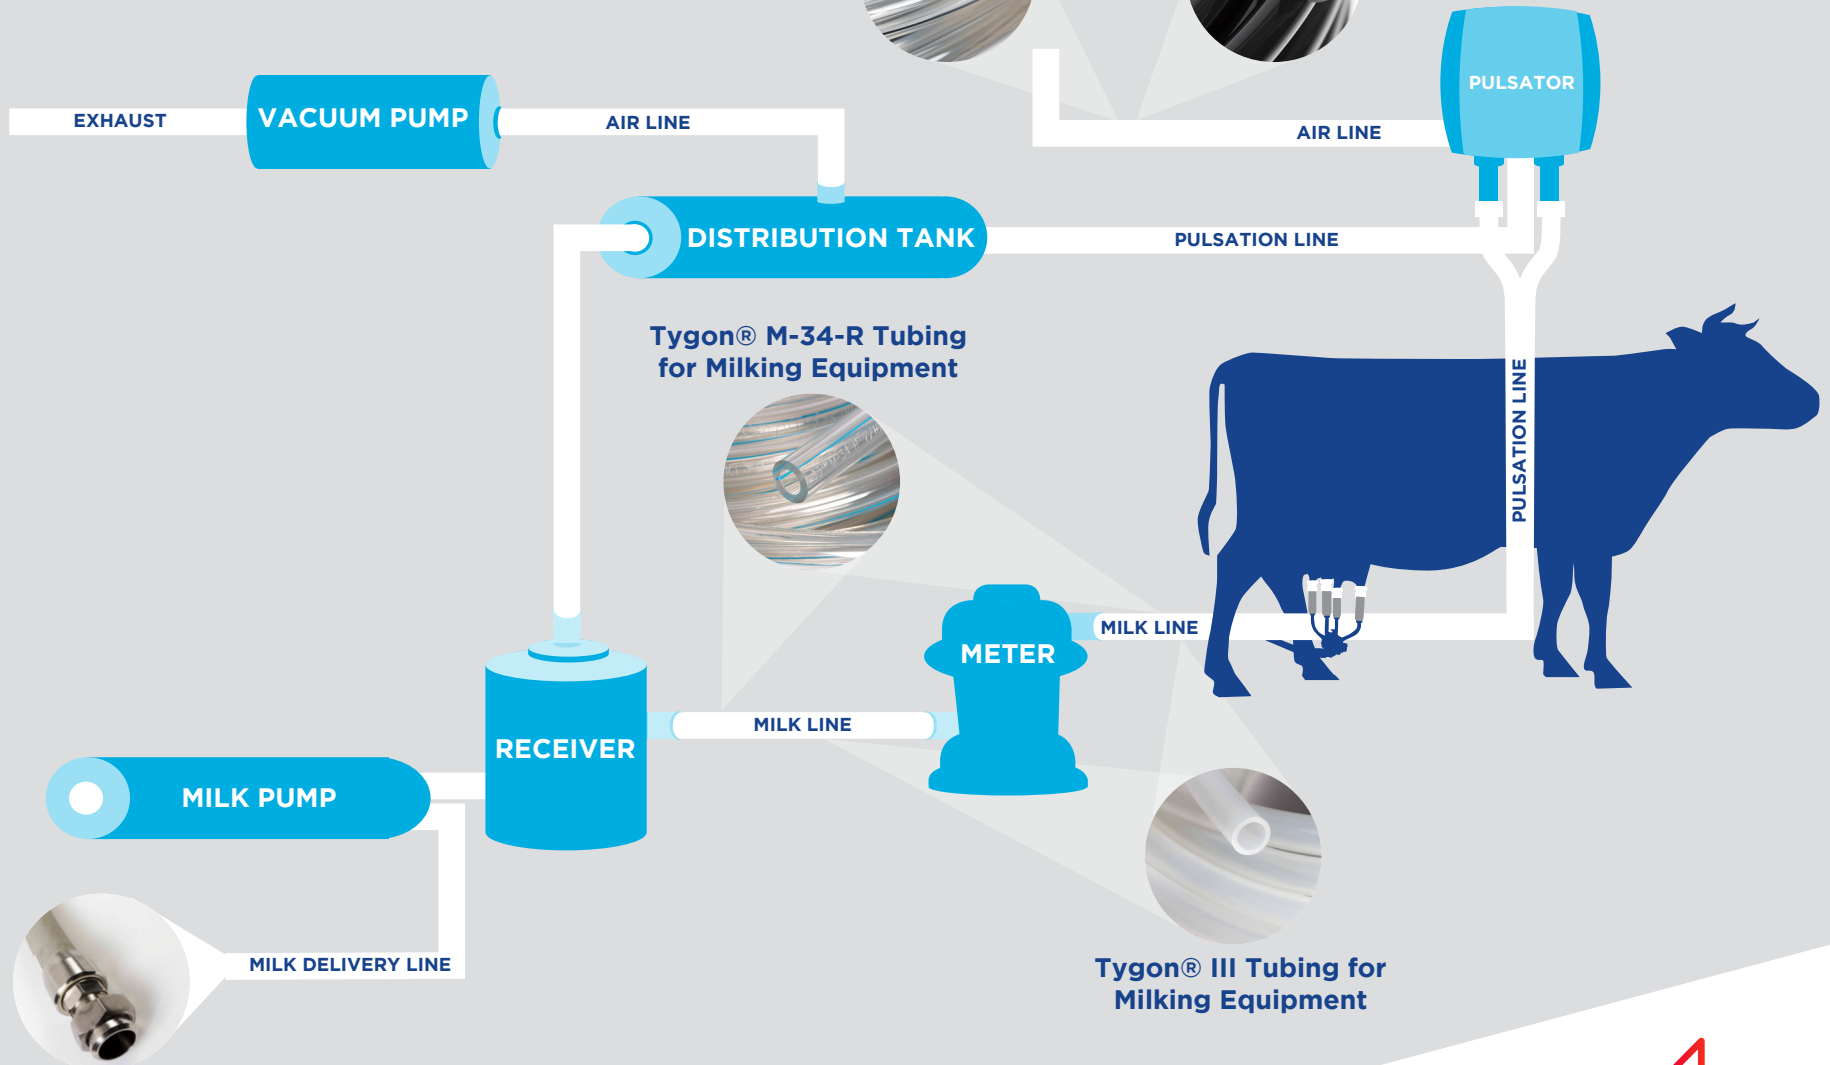 PULSATOR
EXHAUST
VACUUM PUMP
AIR LINE
AIR LINE
DISTRIBUTION TANK
PULSATION LINE
Tygon® M-34-R Tubing
for Milking Equipment
PULSATION LINE
MILK LINE
METER
MILK LINE
RECEIVER
MILK PUMP
MILK DELIVERY LINE
Tygon® III Tubing for
Milking Equipment